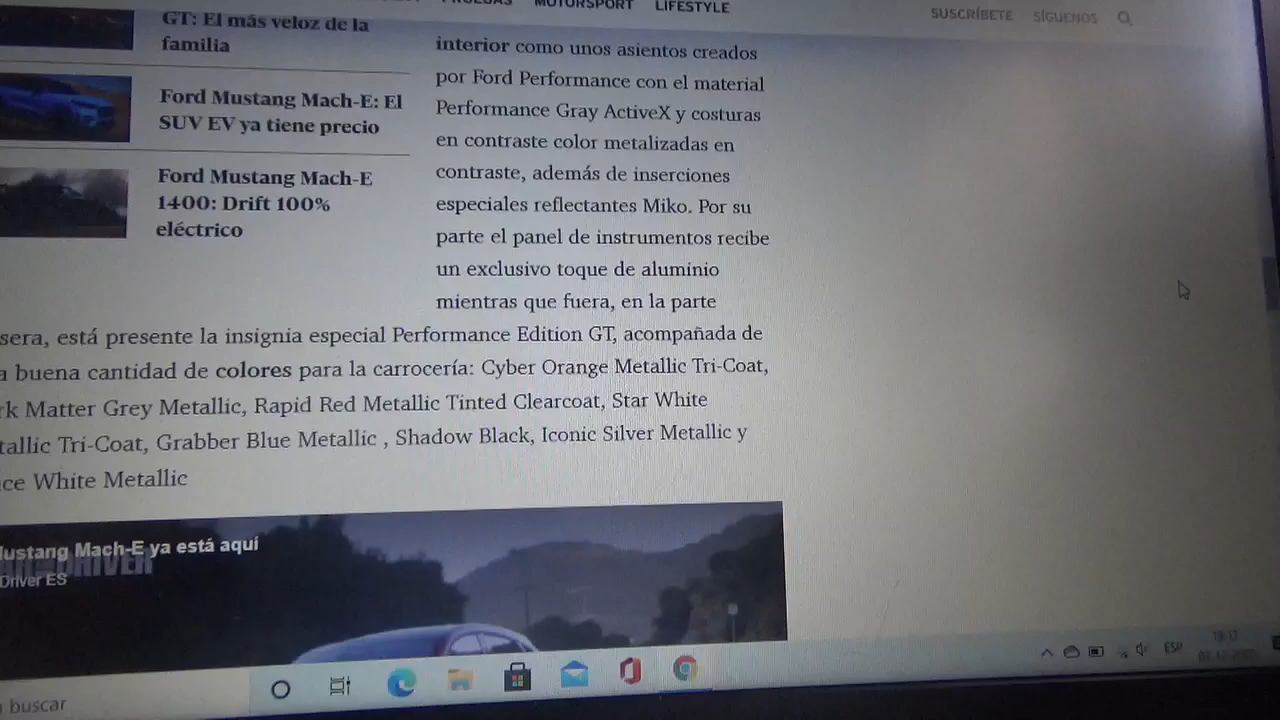 PRUEBAS MOTORSPORT LIFESTYLE
SUSCRÍBETE SÍGUENOS
GT: El más veloz de la
familia
Ford Mustang Mach-E: El
SUV EV ya tiene precio
Ford Mustang Mach-E
1400: Drift 100%
eléctrico
interior como unos asientos creados
por Ford Performance con el material
Performance Gray ActiveX y costuras
en contraste color metalizadas en
contraste, además de inserciones
especiales reflectantes Miko. Por su
parte el panel de instrumentos recibe
un exclusivo toque de aluminio
mientras que fuera, en la parte
sera, está presente la insignia especial Performance Edition GT, acompañada de
a buena cantidad de colores para la carrocería: Cyber Orange Metallic Tri-Coat,
rk Matter Grey Metallic, Rapid Red Metallic Tinted Clearcoat, Star White
tallic Tri-Coat, Grabber Blue Metallic , Shadow Black, Iconic Silver Metallic y
ce White Metallic
Mustang Mach-E ya está aquí
DRIVER
Driver ES
buscar
ESP